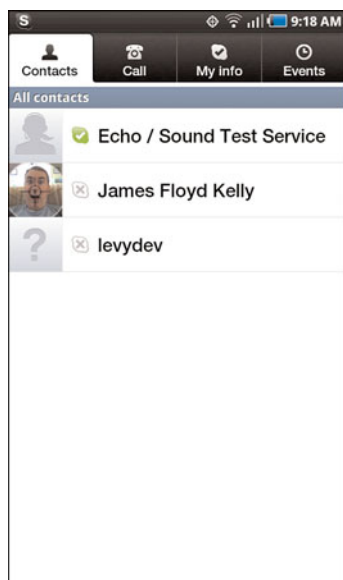 S 9:18 AM
Contacts Call My info Events
All contacts
Echo / Sound Test Service
James Floyd Kelly
levydev
?